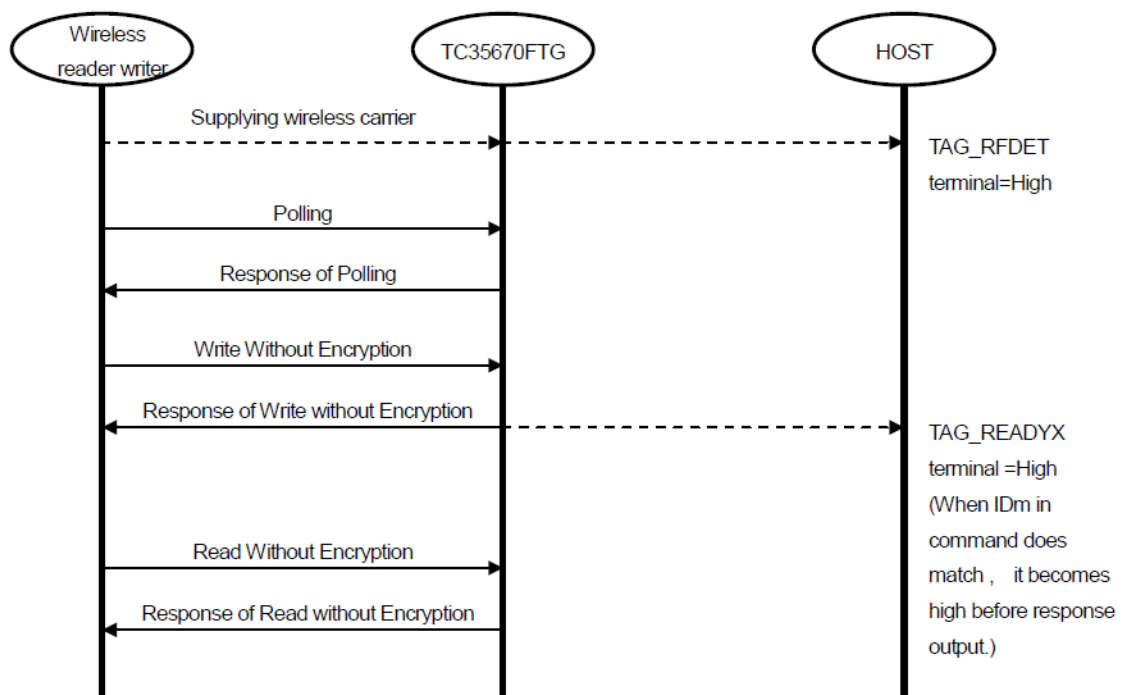 Wireless
reader writer
TC35670FTG
HOST
Supplying wireless carrier
TAG_RFDET
terminal=High
Polling
Response of Polling
Write Without Encryption
Response of Write without Encryption
TAG_READYX
terminal =High
(When IDm in
command does
match , it becomes
high before response
output.)
Read Without Encryption
Response of Read without Encryption